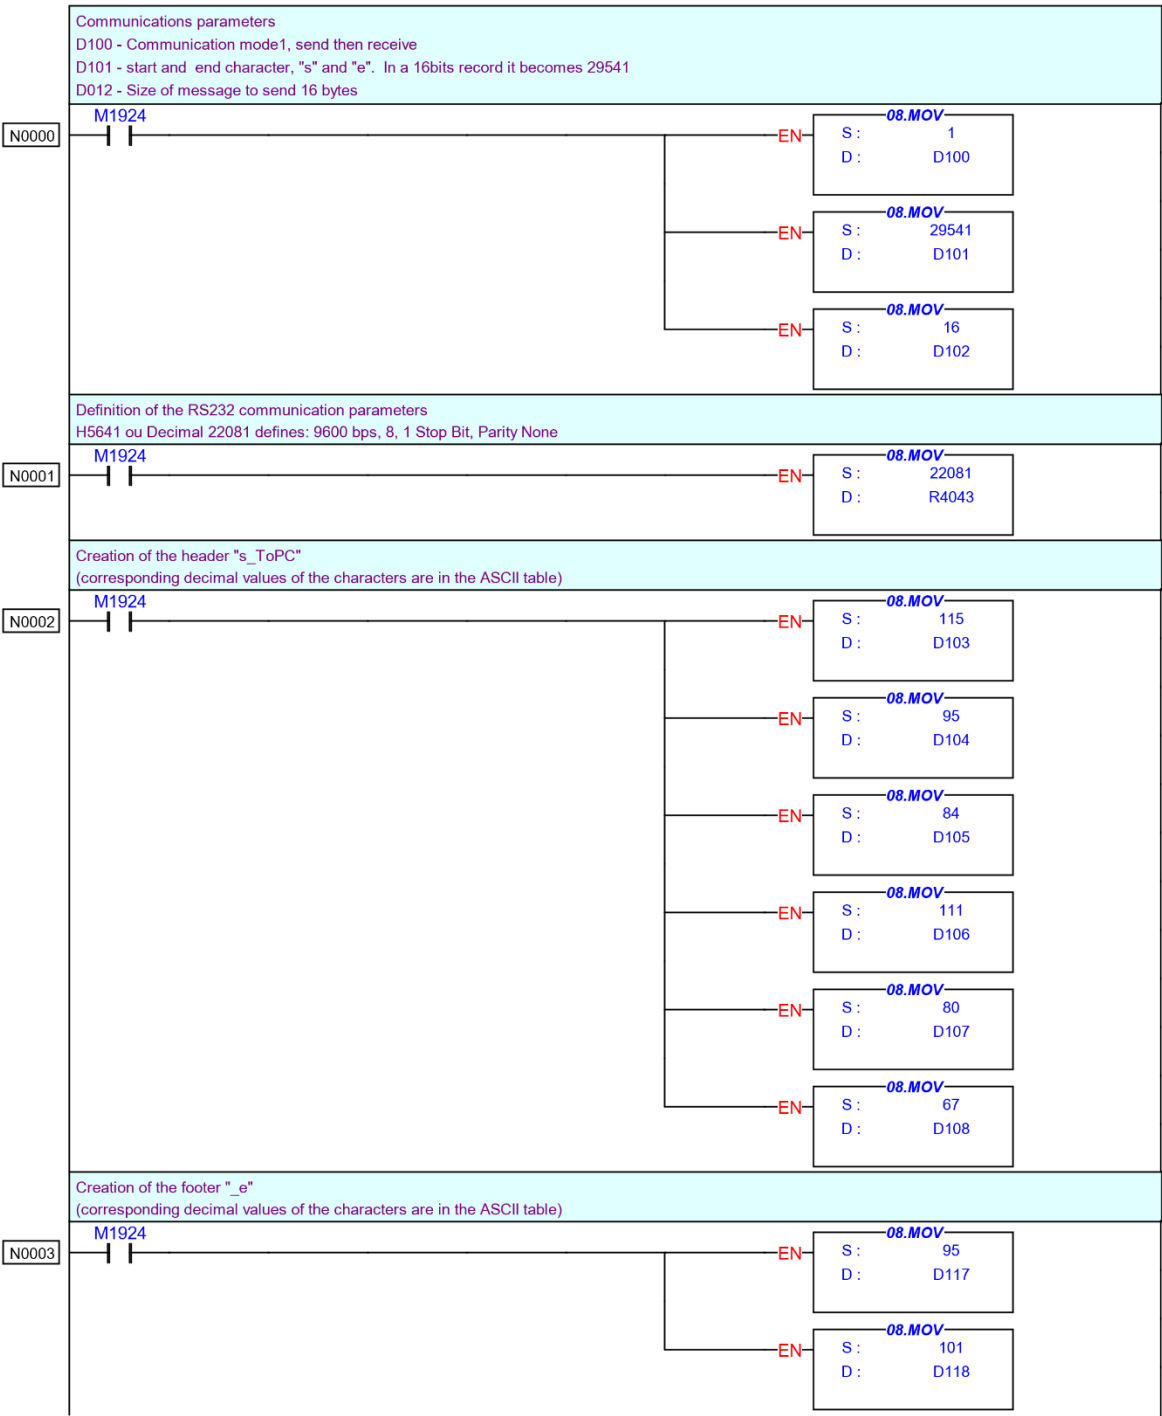 Communications parameters
D100 - Communication mode1, send then receive
D101 - start and  end character, "s" and "e".  In a 16bits record it becomes 29541
D012 - Size of message to send 16 bytes
N0000
M1924
EN
08.MOV
S : 1
D : D100
EN
08.MOV
S : 29541
D : D101
EN
08.MOV
S : 16
D : D102
Definition of the RS232 communication parameters
H5641 ou Decimal 22081 defines: 9600 bps, 8, 1 Stop Bit, Parity None
N0001
M1924
EN
08.MOV
S : 22081
D : R4043
Creation of the header "s_ToPC"
(corresponding decimal values of the characters are in the ASCII table)
N0002
M1924
EN
08.MOV
S : 115
D : D103
EN
08.MOV
S : 95
D : D104
EN
08.MOV
S : 84
D : D105
EN
08.MOV
S : 111
D : D106
EN
08.MOV
S : 80
D : D107
EN
08.MOV
S : 67
D : D108
Creation of the footer "_e"
(corresponding decimal values of the characters are in the ASCII table)
N0003
M1924
EN
08.MOV
S : 95
D : D117
EN
08.MOV
S : 101
D : D118